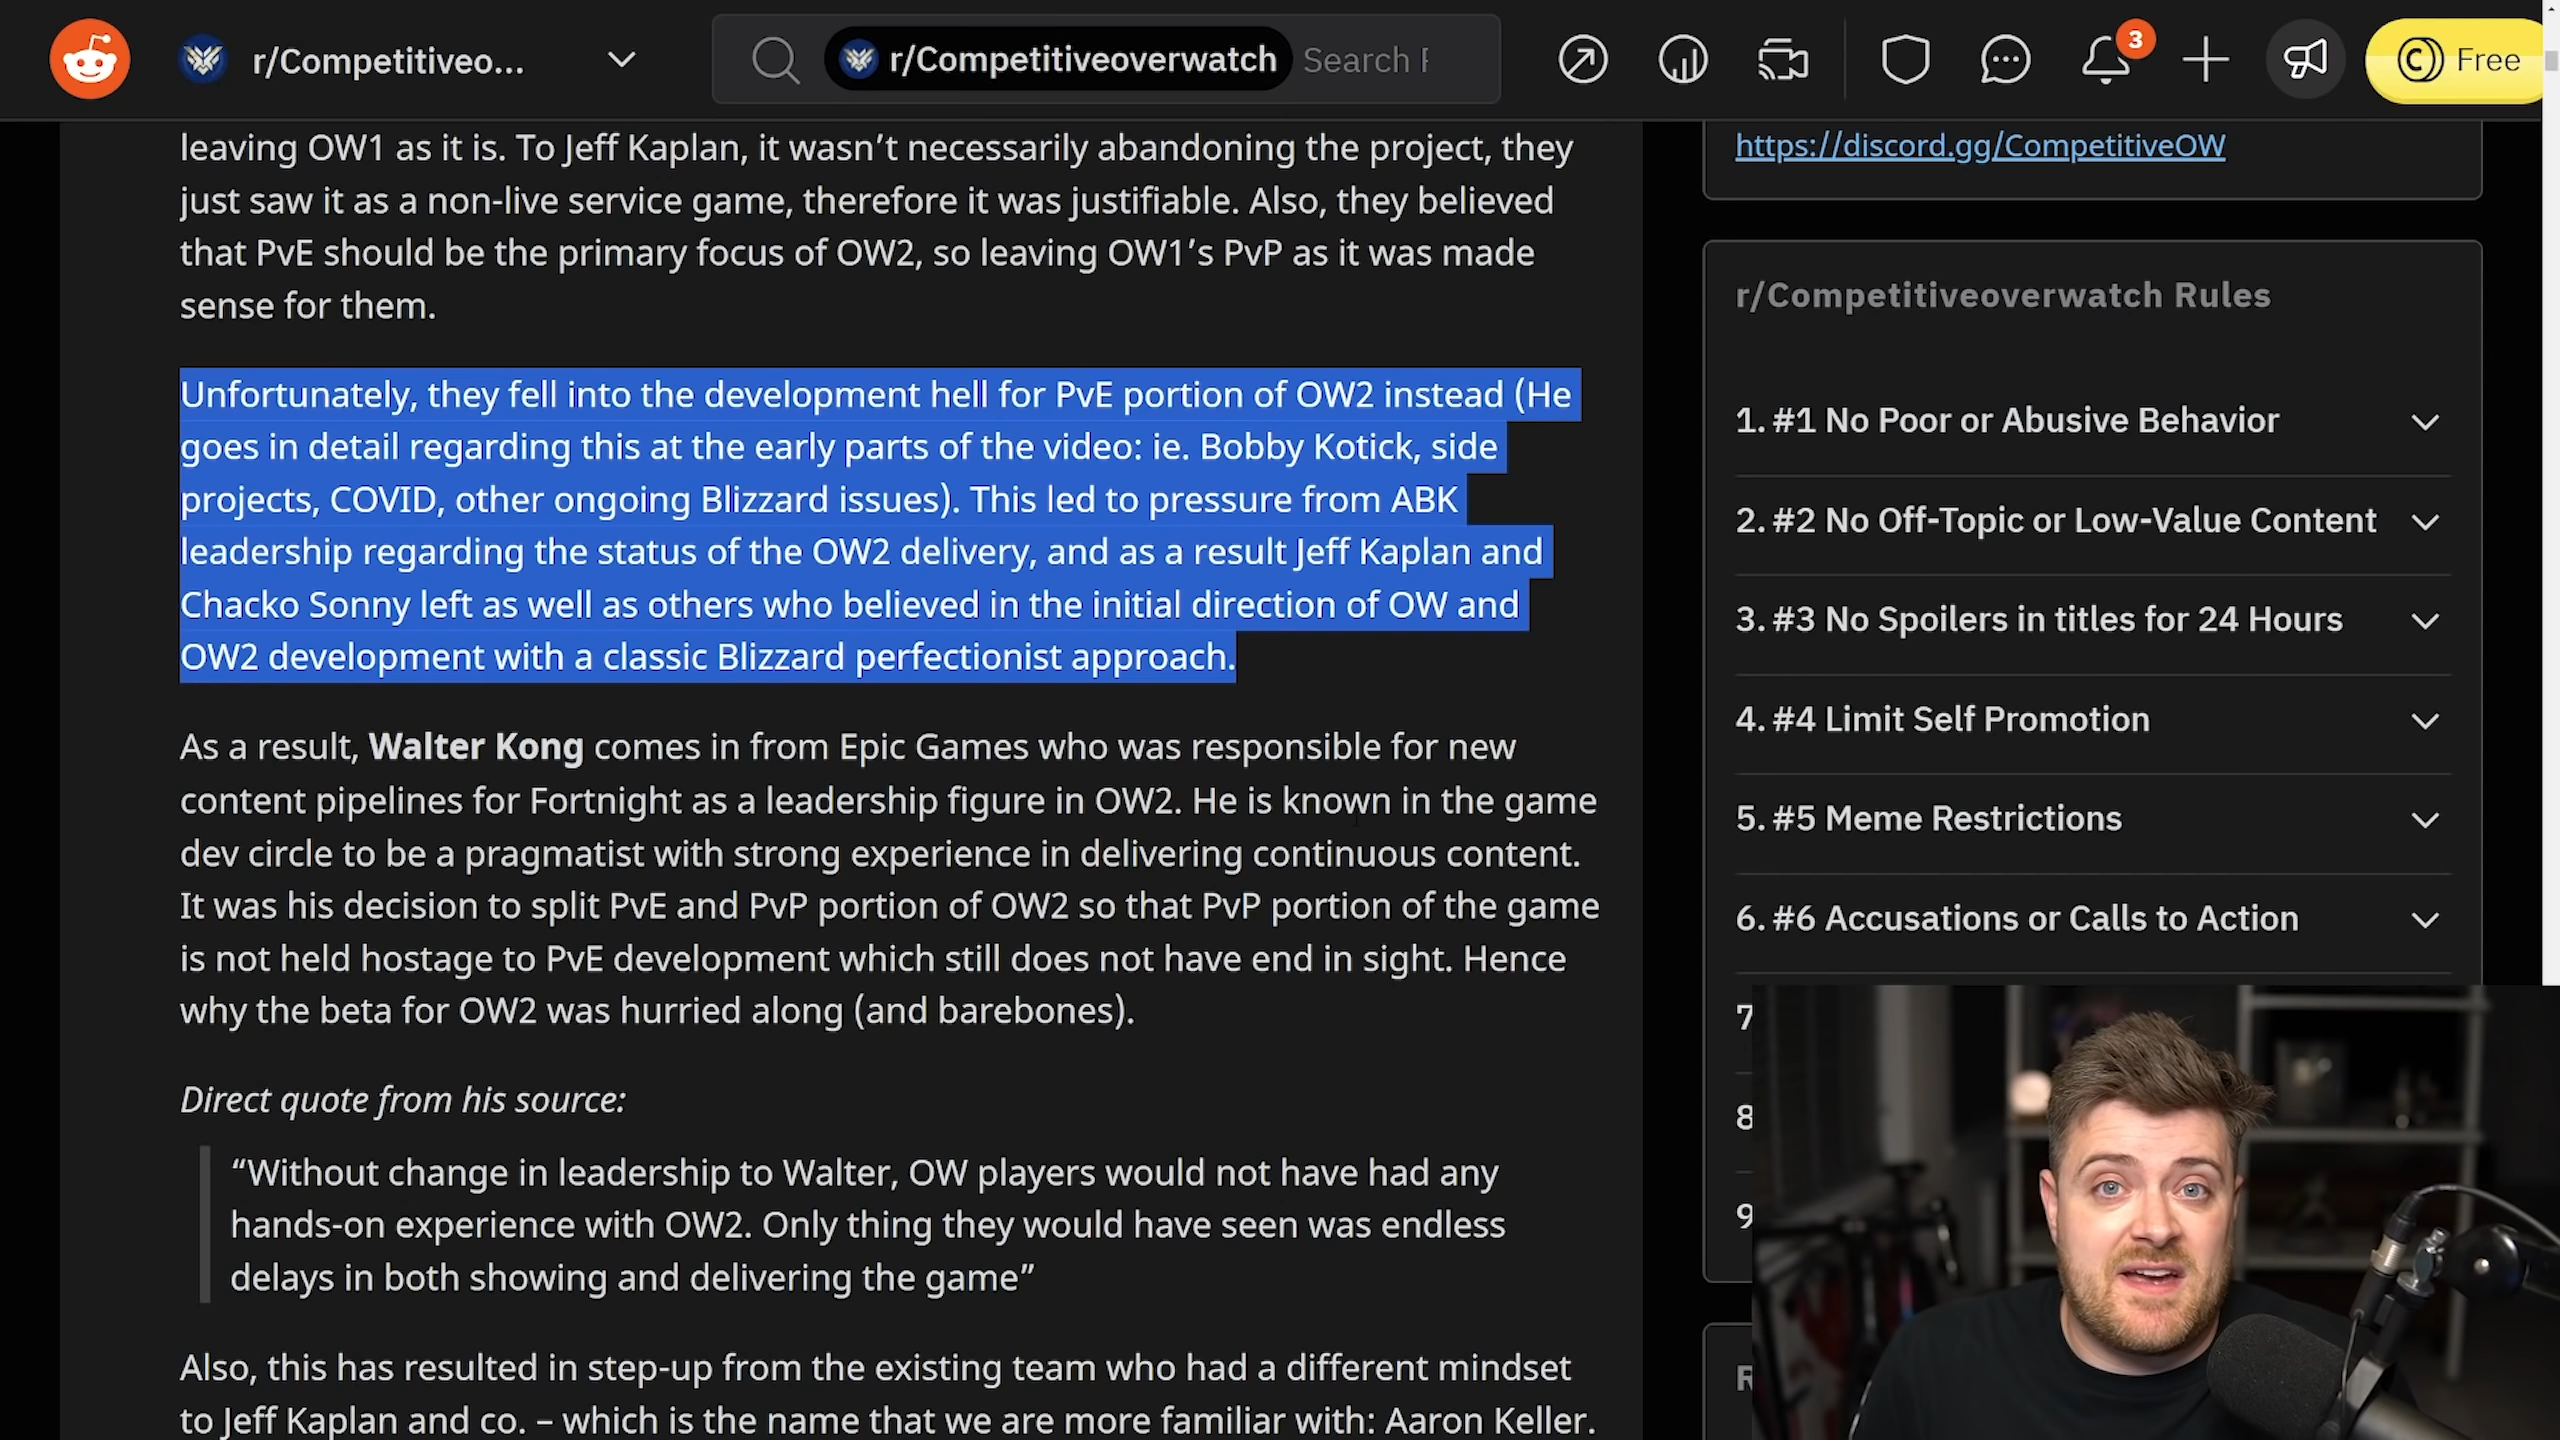 r/Competitiveo...
r/Competitiveoverwatch Search
3
Free
leaving OW1 as it is. To Jeff Kaplan, it wasn’t necessarily abandoning the project, they
just saw it as a non-live service game, therefore it was justifiable. Also, they believed
that PvE should be the primary focus of OW2, so leaving OW1’s PvP as it was made
sense for them.
Unfortunately, they fell into the development hell for PvE portion of OW2 instead (He
goes in detail regarding this at the early parts of the video: ie. Bobby Kotick, side
projects, COVID, other ongoing Blizzard issues). This led to pressure from ABK
leadership regarding the status of the OW2 delivery, and as a result Jeff Kaplan and
Chacko Sonny left as well as others who believed in the initial direction of OW and
OW2 development with a classic Blizzard perfectionist approach.
As a result, Walter Kong comes in from Epic Games who was responsible for new
content pipelines for Fortnight as a leadership figure in OW2. He is known in the game
dev circle to be a pragmatist with strong experience in delivering continuous content.
It was his decision to split PvE and PvP portion of OW2 so that PvP portion of the game
is not held hostage to PvE development which still does not have end in sight. Hence
why the beta for OW2 was hurried along (and barebones).
Direct quote from his source:
“Without change in leadership to Walter, OW players would not have had any
hands-on experience with OW2. Only thing they would have seen was endless
delays in both showing and delivering the game”
Also, this has resulted in step-up from the existing team who had a different mindset
to Jeff Kaplan and co. – which is the name that we are more familiar with: Aaron Keller.
https://discord.gg/CompetitiveOW
r/Competitiveoverwatch Rules
1. #1 No Poor or Abusive Behavior
2. #2 No Off-Topic or Low-Value Content
3. #3 No Spoilers in titles for 24 Hours
4. #4 Limit Self Promotion
5. #5 Meme Restrictions
6. #6 Accusations or Calls to Action
7
8
9